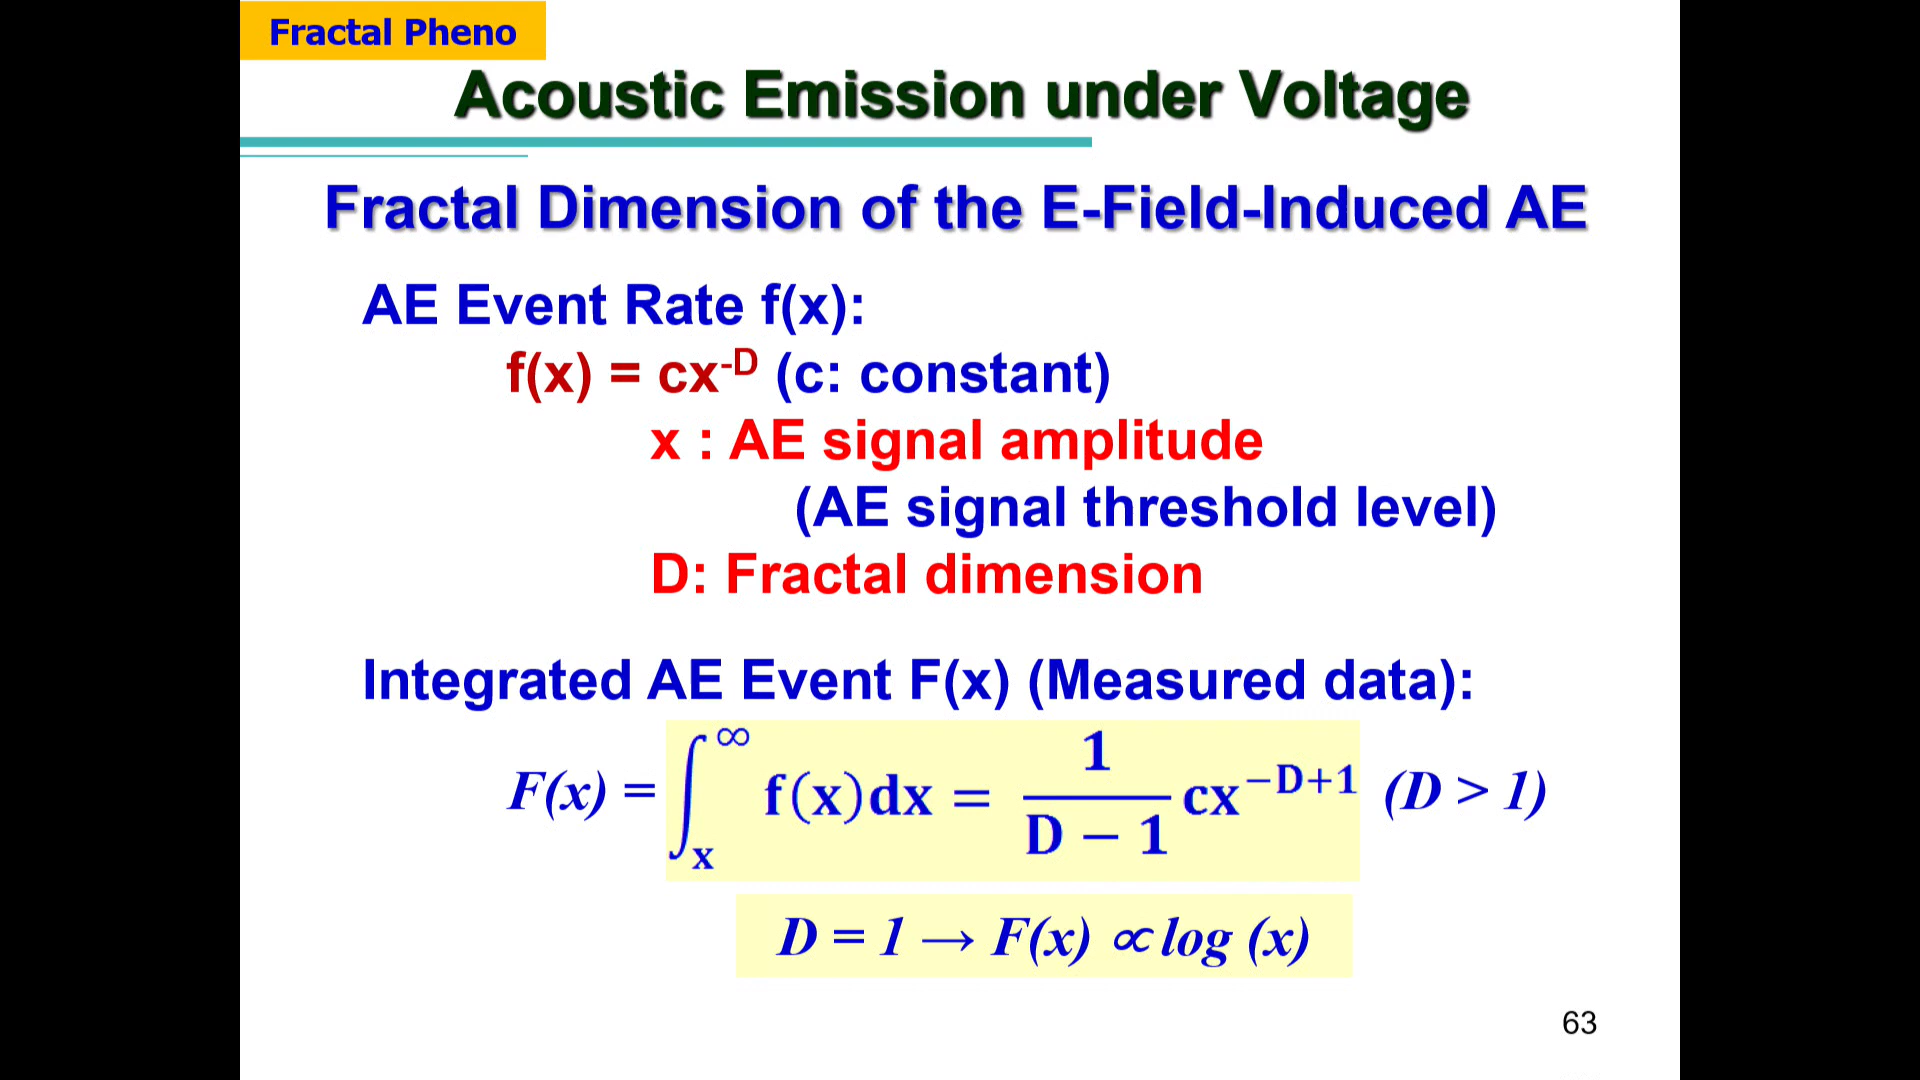 Fractal Pheno
Acoustic Emission under Voltage
Fractal Dimension of the E-Field-Induced AE
AE Event Rate f(x):
f(x) = cx⁻ᴰ (c: constant)
x : AE signal amplitude
(AE signal threshold level)
D: Fractal dimension
Integrated AE Event F(x) (Measured data):
F(x) = ∫ₓ^∞ f(x)dx = 1/(D − 1) cx^(−D+1) (D > 1)
D = 1 → F(x) ∝ log (x)
63